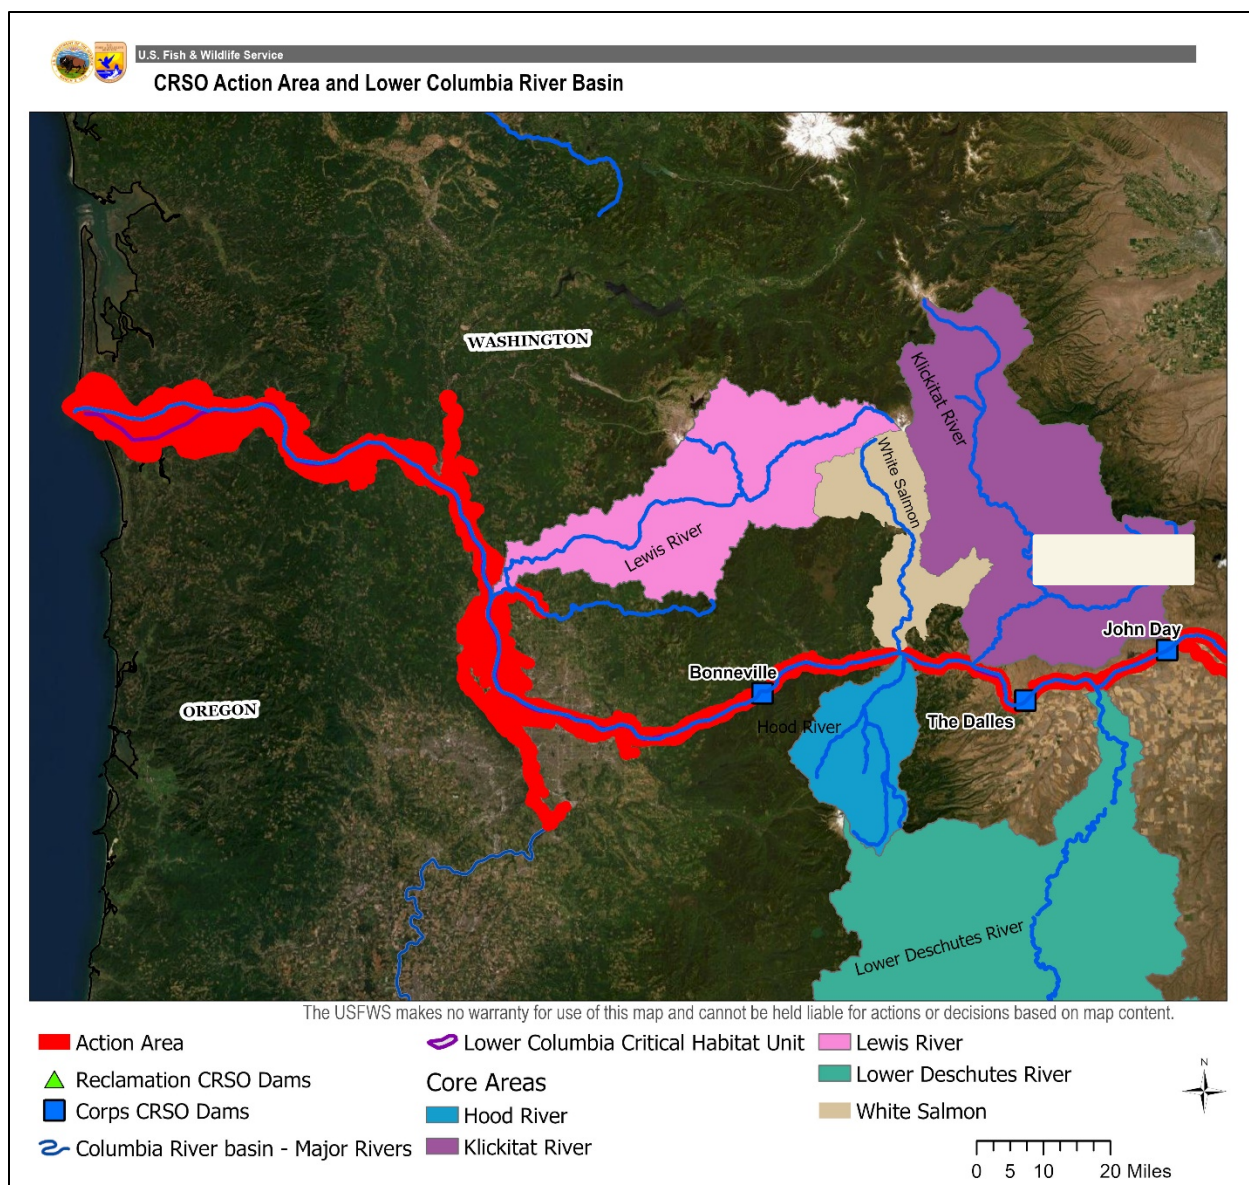 U.S. Fish & Wildlife Service
CRSO Action Area and Lower Columbia River Basin
WASHINGTON
Klickitat River
White Salmon
Lewis River
John Day
Bonneville
OREGON
The Dalles
Hood River
Lower Deschutes River
The USFWS makes no warranty for use of this map and cannot be held liable for actions or decisions based on map content.
Action Area
Reclamation CRSO Dams
Corps CRSO Dams
Columbia River basin - Major Rivers
Lower Columbia Critical Habitat Unit
Core Areas
Hood River
Klickitat River
Lewis River
Lower Deschutes River
White Salmon
N
0 5 10 20 Miles